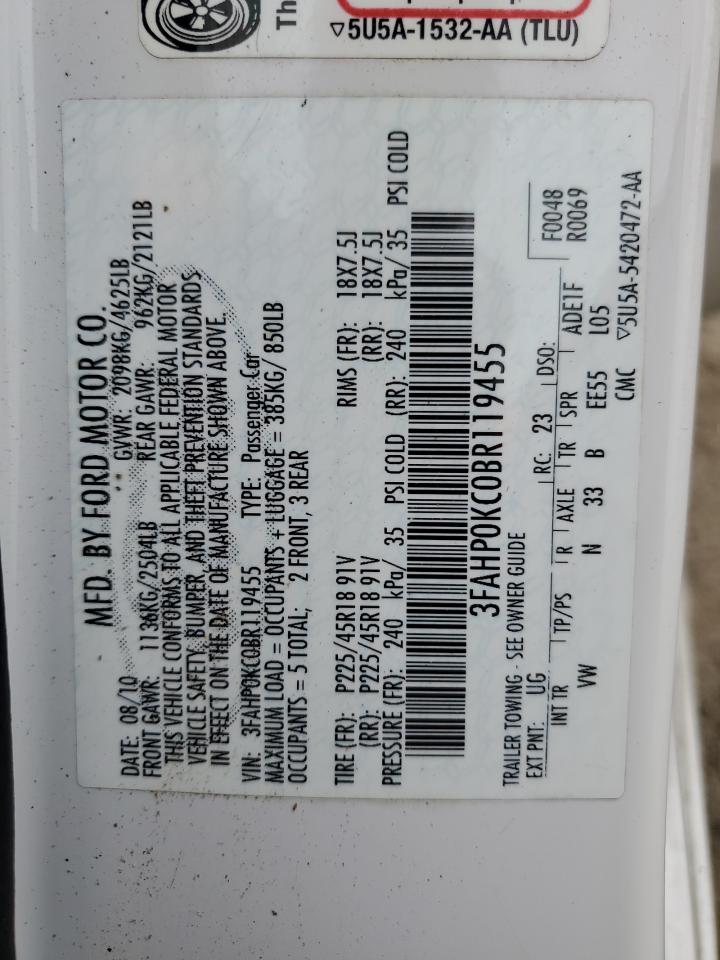 Th
▽5U5A-1532-AA (TLU)
MFD. BY FORD MOTOR CO.
DATE: 08/10 GVWR: 2098KG/4625LB
FRONT GAWR: 1136KG/2504LB REAR GAWR: 962KG/2121LB
THIS VEHICLE CONFORMS TO ALL APPLICABLE FEDERAL MOTOR
VEHICLE SAFETY, BUMPER, AND THEFT PREVENTION STANDARDS
IN EFFECT ON THE DATE OF MANUFACTURE SHOWN ABOVE.
VIN: 3FAHP0KC0BR119455 TYPE: Passenger Car
MAXIMUM LOAD = OCCUPANTS + LUGGAGE = 385KG/ 850LB
OCCUPANTS = 5 TOTAL; 2 FRONT, 3 REAR
TIRE (FR): P225/45R18 91V RIMS (FR): 18X7.5J
(RR): P225/45R18 91V (RR): 18X7.5J
PRESSURE (FR): 240 kPa/ 35 PSI COLD (RR): 240 kPa/ 35 PSI COLD
3FAHP0KC0BR119455
TRAILER TOWING - SEE OWNER GUIDE F0048
EXT PNT: UG RC: 23 DSO: R0069
INT TR TP/PS R AXLE TR SPR ADE1F
VW N 33 B EE55 L05
CMC ▽5U5A-5420472-AA